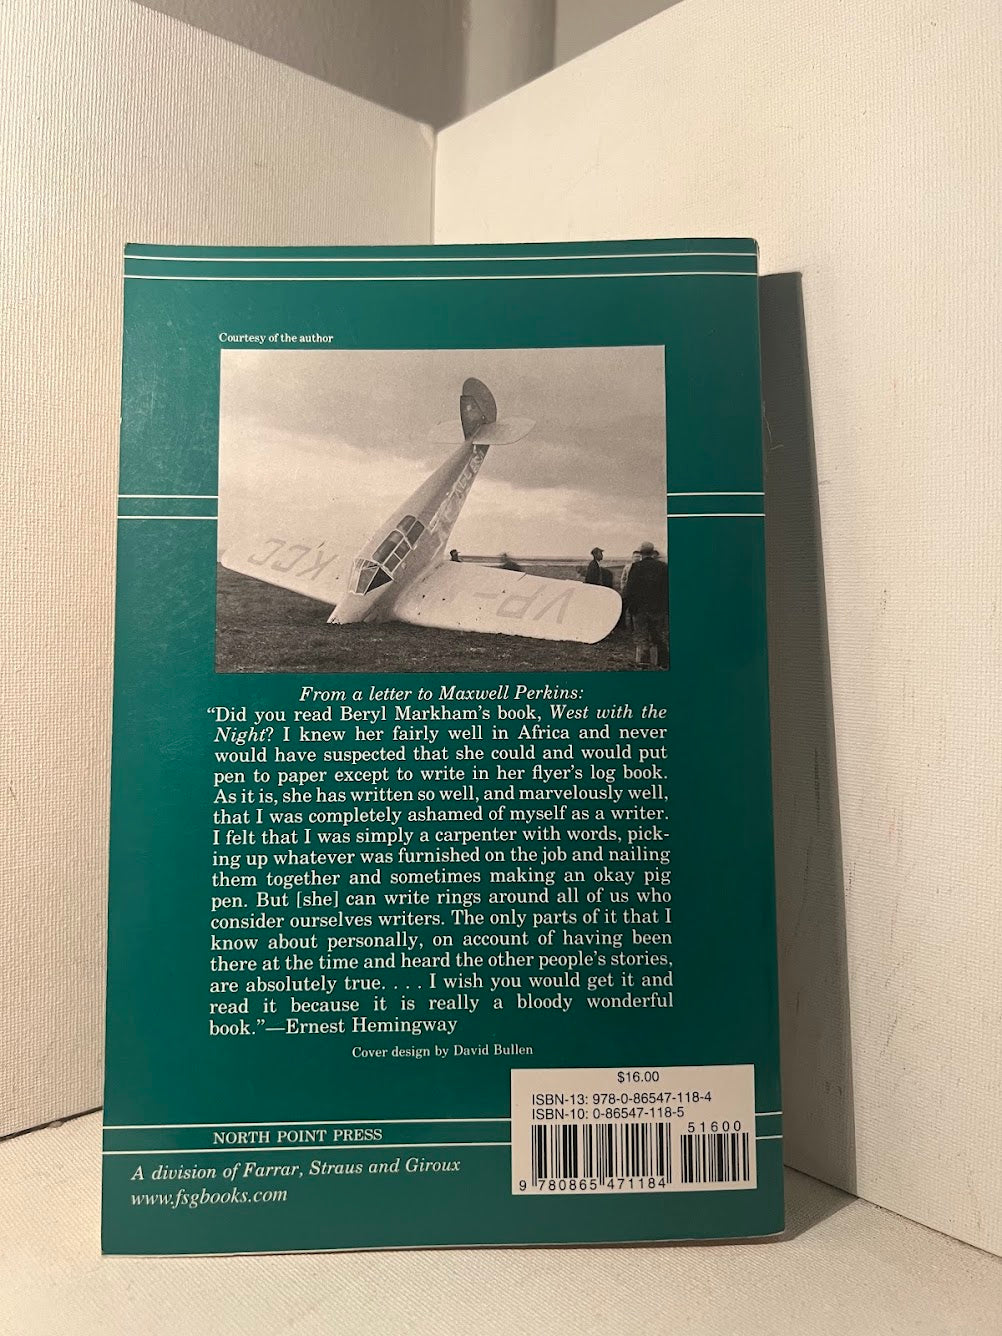 Courtesy of the author
KCC
VP-
From a letter to Maxwell Perkins:
“Did you read Beryl Markham’s book, West with the
Night? I knew her fairly well in Africa and never
would have suspected that she could and would put
pen to paper except to write in her flyer’s log book.
As it is, she has written so well, and marvelously well,
that I was completely ashamed of myself as a writer.
I felt that I was simply a carpenter with words, pick-
ing up whatever was furnished on the job and nailing
them together and sometimes making an okay pig
pen. But [she] can write rings around all of us who
consider ourselves writers. The only parts of it that I
know about personally, on account of having been
there at the time and heard the other people’s stories,
are absolutely true. . . . I wish you would get it and
read it because it is really a bloody wonderful
book.”—Ernest Hemingway
Cover design by David Bullen
$16.00
ISBN-13: 978-0-86547-118-4
ISBN-10: 0-86547-118-5
51600
9 780865 471184
NORTH POINT PRESS
A division of Farrar, Straus and Giroux
www.fsgbooks.com